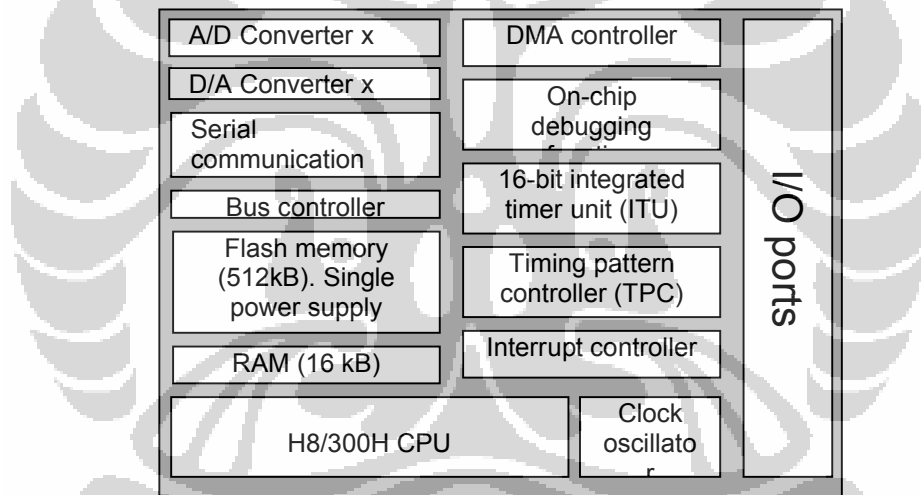 A/D Converter x
D/A Converter x
Serial
communication
Bus controller
Flash memory
(512kB). Single
power supply
RAM (16 kB)
H8/300H CPU
DMA controller
On-chip
debugging
16-bit integrated
timer unit (ITU)
Timing pattern
controller (TPC)
Interrupt controller
Clock
oscillato
r
I/O ports